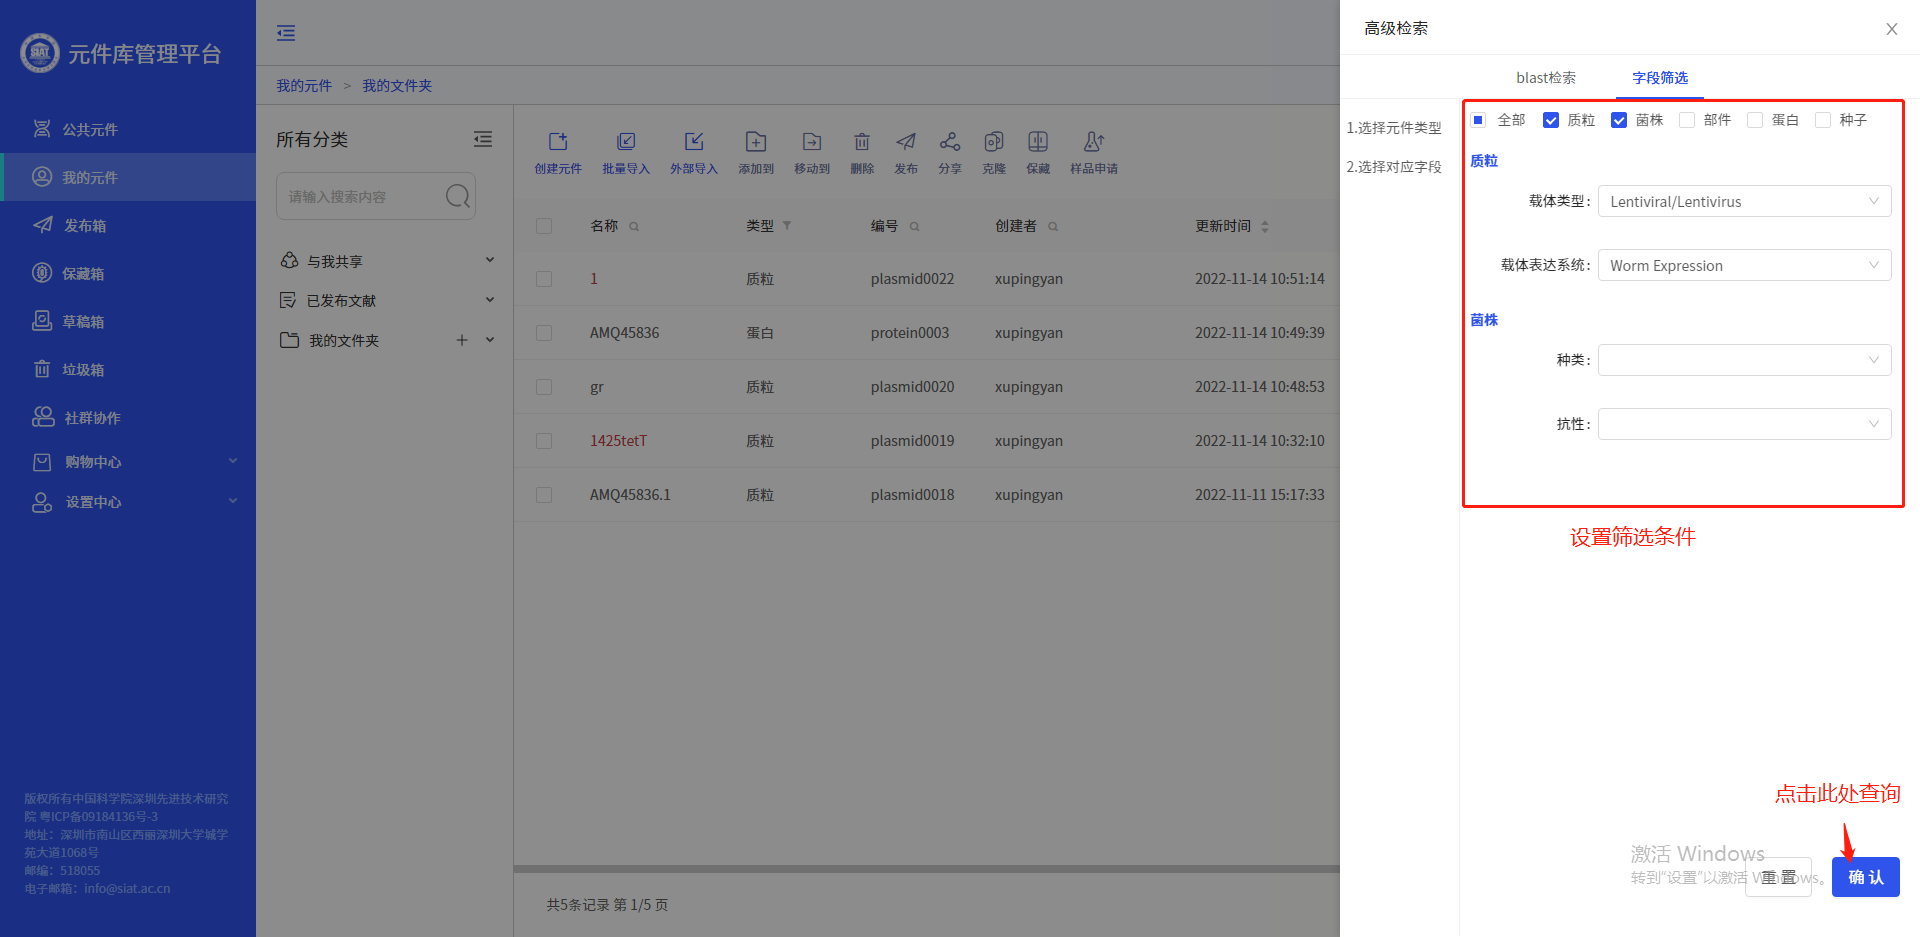 SIAT 元件库管理平台
公共元件
我的元件
发布箱
保藏箱
草稿箱
垃圾箱
社群协作
购物中心
设置中心
版权所有中国科学院深圳先进技术研究
院 粤ICP备09184136号-3
地址：深圳市南山区西丽深圳大学城学
苑大道1068号
邮编：518055
电子邮箱：info@siat.ac.cn
我的元件 > 我的文件夹
所有分类
请输入搜索内容
与我共享
已发布文献
我的文件夹
创建元件 批量导入 外部导入 添加到 移动到 删除 发布 分享 克隆 保藏 样品申请
名称 类型 编号 创建者 更新时间
1 质粒 plasmid0022 xupingyan 2022-11-14 10:51:14
AMQ45836 蛋白 protein0003 xupingyan 2022-11-14 10:49:39
gr 质粒 plasmid0020 xupingyan 2022-11-14 10:48:53
1425tetT 质粒 plasmid0019 xupingyan 2022-11-14 10:32:10
AMQ45836.1 质粒 plasmid0018 xupingyan 2022-11-11 15:17:33
共5条记录 第 1/5 页
高级检索
blast检索 字段筛选
1.选择元件类型
2.选择对应字段
全部 质粒 菌株 部件 蛋白 种子
质粒
载体类型： Lentiviral/Lentivirus
载体表达系统： Worm Expression
菌株
种类：
抗性：
设置筛选条件
点击此处查询
激活 Windows
转到“设置”以激活 Windows。
重 置 确 认